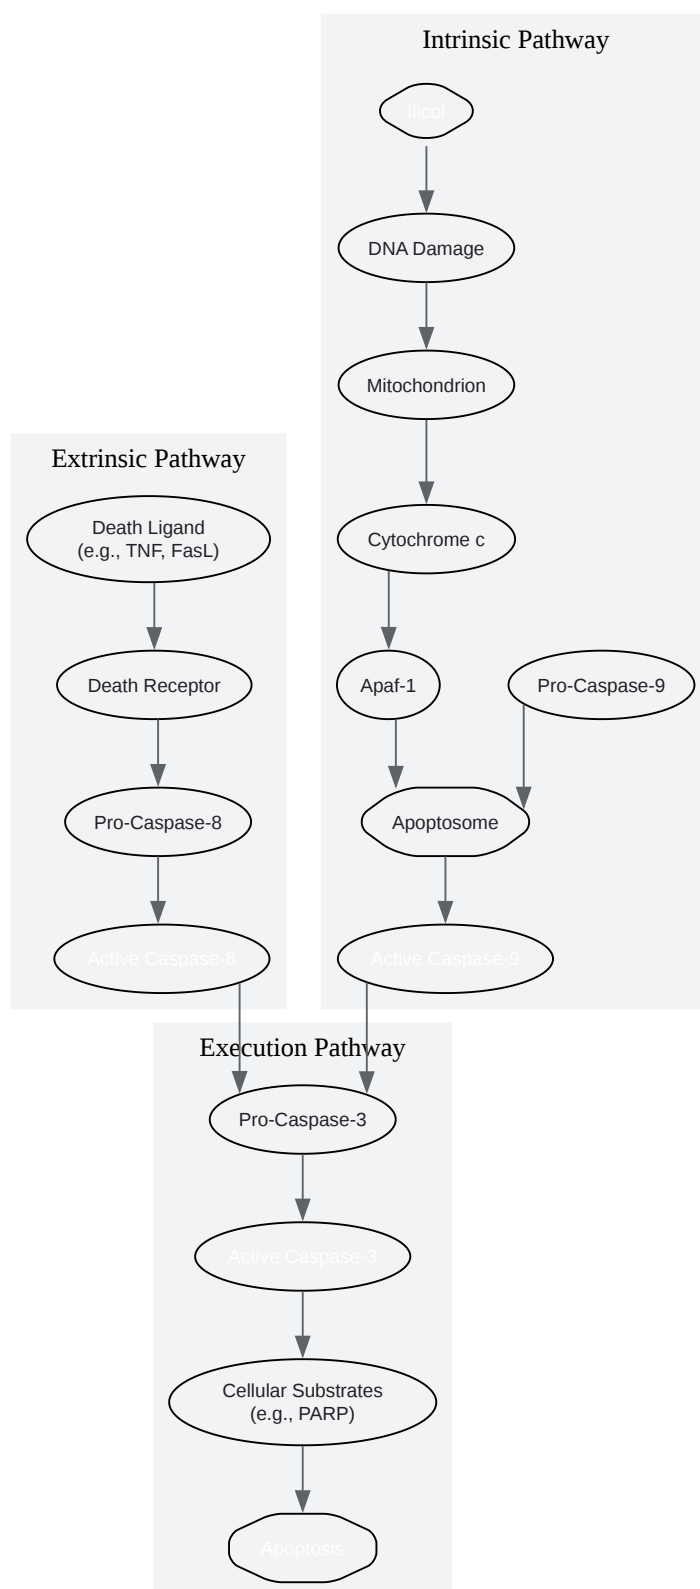 Intrinsic Pathway
Ilicol
DNA Damage
Mitochondrion
Extrinsic Pathway
Death Ligand
(e.g., TNF, FasL)
Cytochrome c
Death Receptor
Apaf-1
Pro-Caspase-9
Pro-Caspase-8
Apoptosome
Active Caspase-8
Active Caspase-9
Execution Pathway
Pro-Caspase-3
Active Caspase-3
Cellular Substrates
(e.g., PARP)
Apoptosis